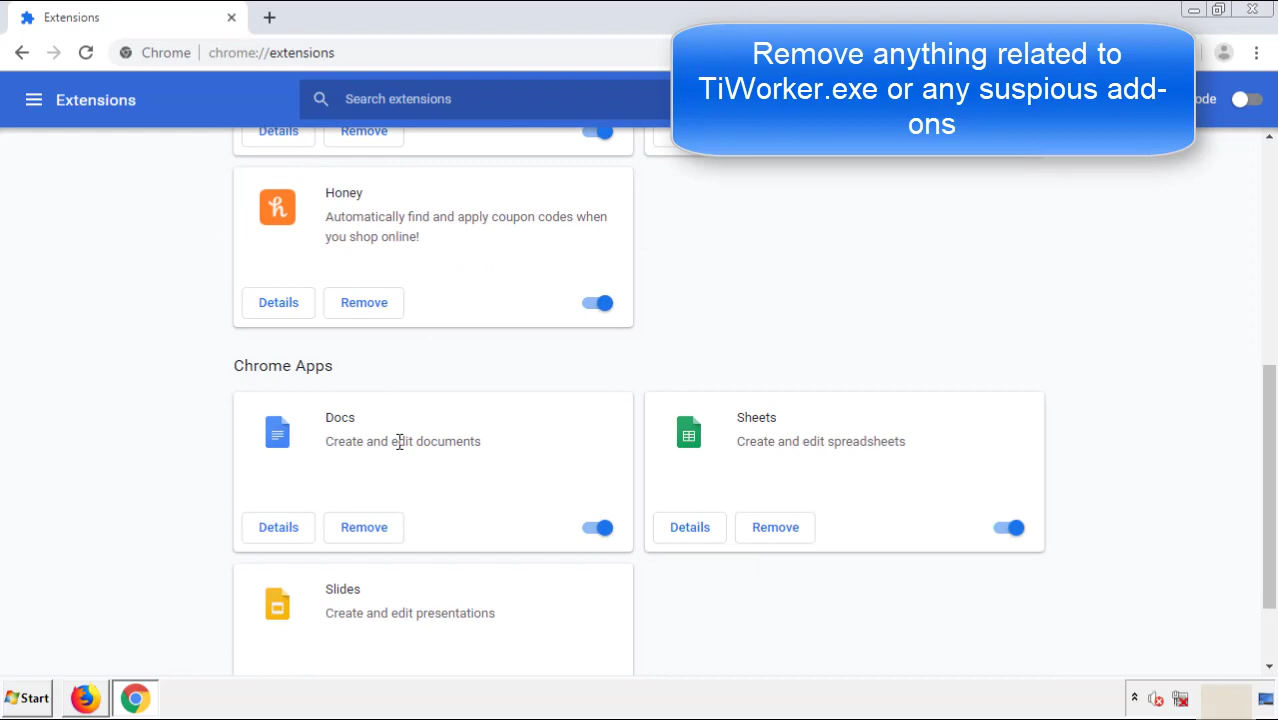 Extensions
Chrome
chrome://extensions
Remove anything related to
TiWorker.exe or any suspious add-
ons
Extensions
Search extensions
ode
Details
Remove
Honey
Automatically find and apply coupon codes when
you shop online!
Details
Remove
Chrome Apps
Docs
Create and edit documents
Details
Remove
Sheets
Create and edit spreadsheets
Details
Remove
Slides
Create and edit presentations
Start